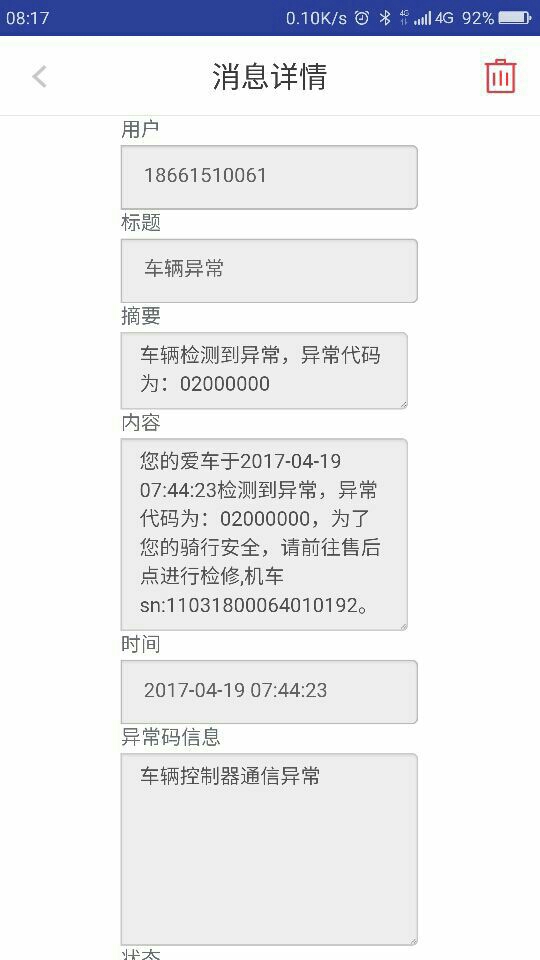 08:17
0.10K/s 4G 4G 92%
消息详情
用户
18661510061
标题
车辆异常
摘要
车辆检测到异常，异常代码
为：02000000
内容
您的爱车于2017-04-19
07:44:23检测到异常，异常
代码为：02000000，为了
您的骑行安全，请前往售后
点进行检修,机车
sn:11031800064010192。
时间
2017-04-19 07:44:23
异常码信息
车辆控制器通信异常
状态